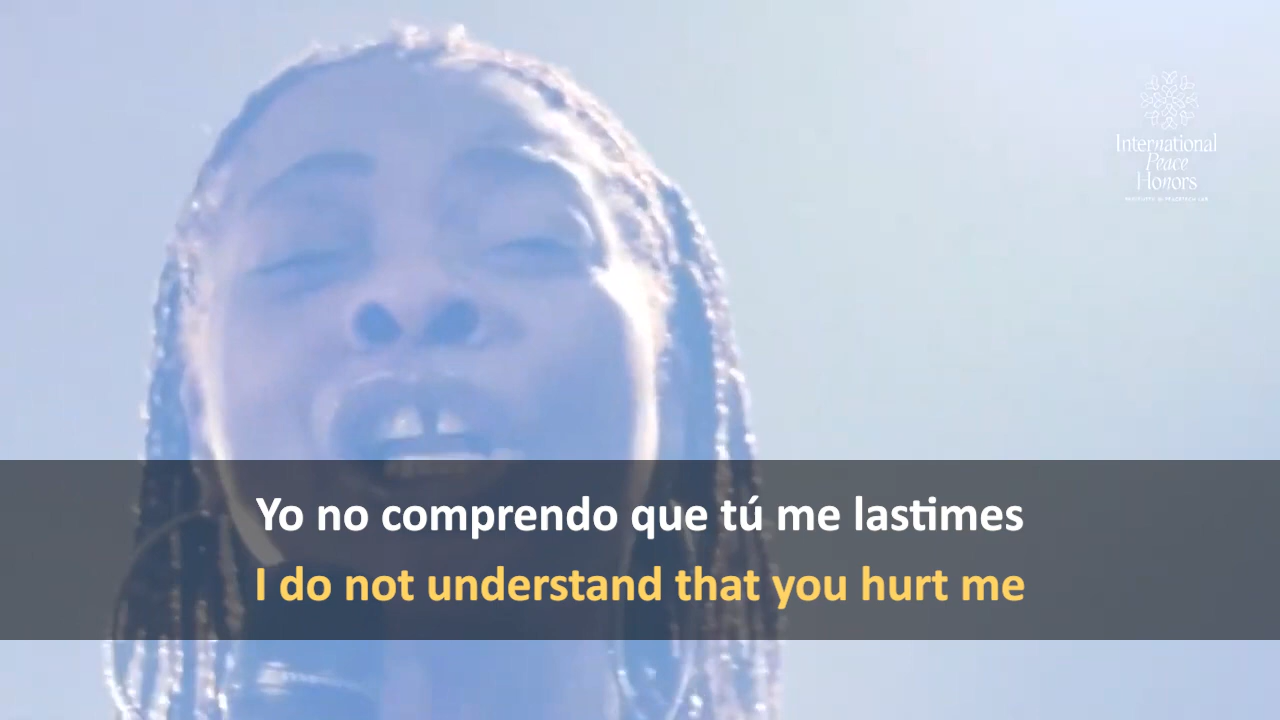 International
Peace
Honors
Yo no comprendo que tú me lastimes
I do not understand that you hurt me